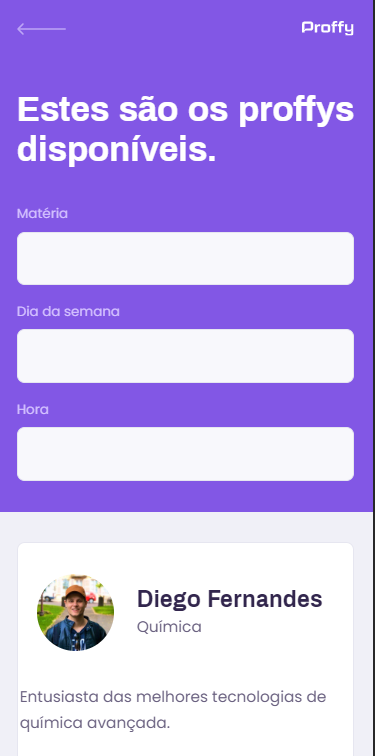 Proffy
Estes são os proffys
disponíveis.
Matéria
Dia da semana
Hora
Diego Fernandes
Química
Entusiasta das melhores tecnologias de
química avançada.